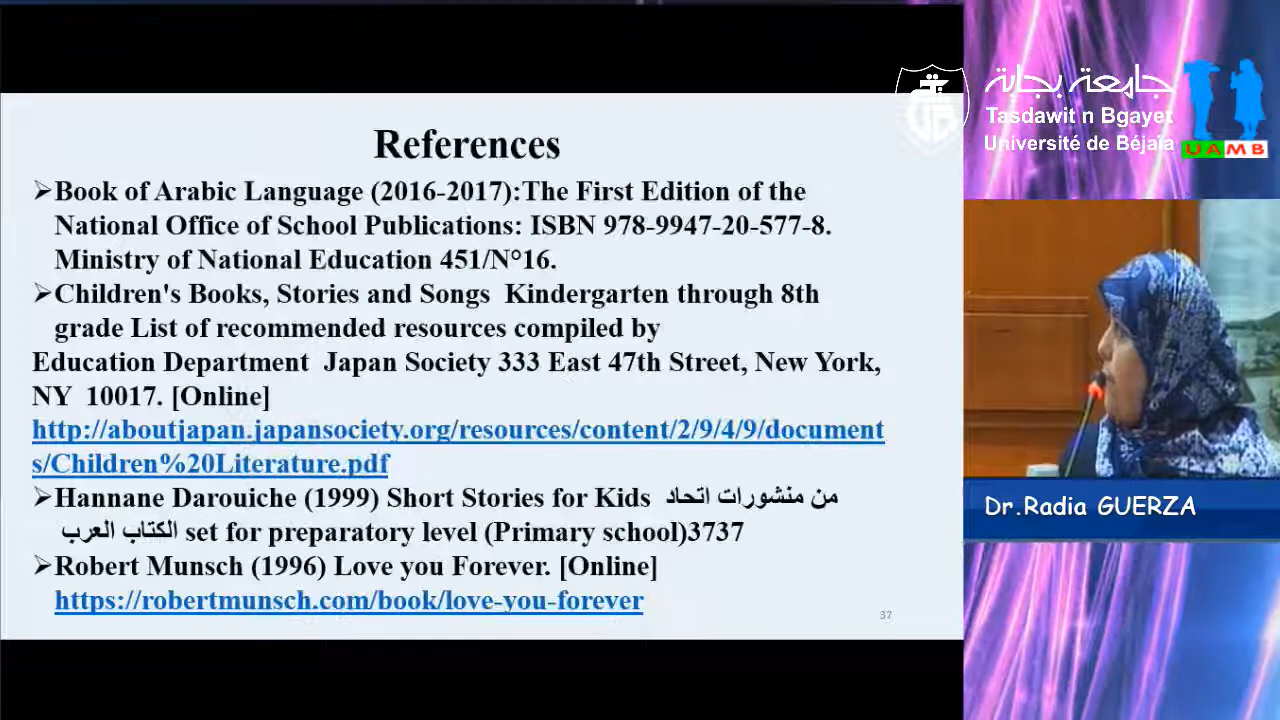 References
➢Book of Arabic Language (2016-2017):The First Edition of the
National Office of School Publications: ISBN 978-9947-20-577-8.
Ministry of National Education 451/N°16.
➢Children's Books, Stories and Songs Kindergarten through 8th
grade List of recommended resources compiled by
Education Department Japan Society 333 East 47th Street, New York,
NY 10017. [Online]
http://aboutjapan.japansociety.org/resources/content/2/9/4/9/document
s/Children%20Literature.pdf
➢Hannane Darouiche (1999) Short Stories for Kids من منشورات اتحاد
الكتاب العرب set for preparatory level (Primary school)3737
➢Robert Munsch (1996) Love you Forever. [Online]
https://robertmunsch.com/book/love-you-forever
37
جامعة بجاية
Tasdawit n Bgayet
Université de Béjaïa
UAMB
Dr.Radia GUERZA